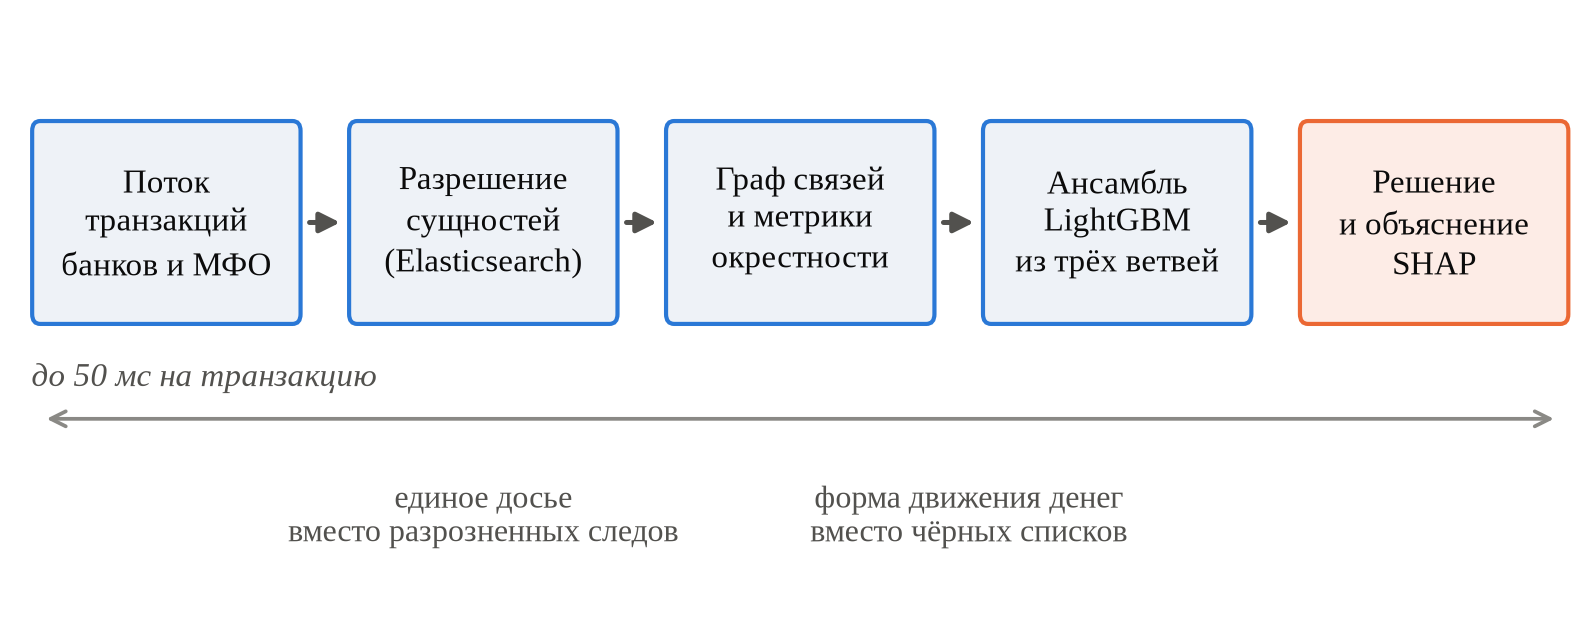 Поток
транзакций
банков и МФО
Разрешение
сущностей
(Elasticsearch)
Граф связей
и метрики
окрестности
Ансамбль
LightGBM
из трёх ветвей
Решение
и объяснение
SHAP
до 50 мс на транзакцию
единое досье
вместо разрозненных следов
форма движения денег
вместо чёрных списков